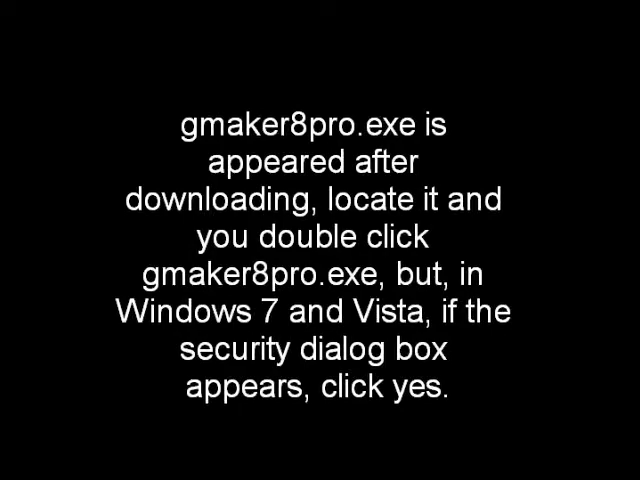 gmaker8pro.exe is
appeared after
downloading, locate it and
you double click
gmaker8pro.exe, but, in
Windows 7 and Vista, if the
security dialog box
appears, click yes.